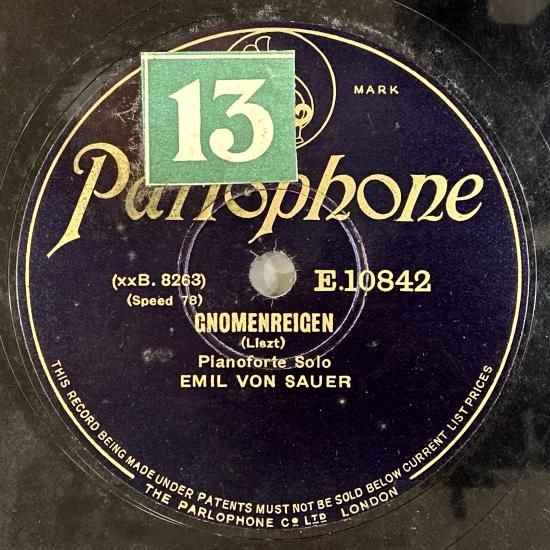 MARK
13
Parlophone
(xxB. 8263)
E.10842
(Speed 78)
GNOMENREIGEN
(Liszt)
Pianoforte Solo
EMIL VON SAUER
THIS RECORD BEING MADE UNDER PATENTS MUST NOT BE SOLD BELOW CURRENT LIST PRICES
THE PARLOPHONE CO LTD LONDON